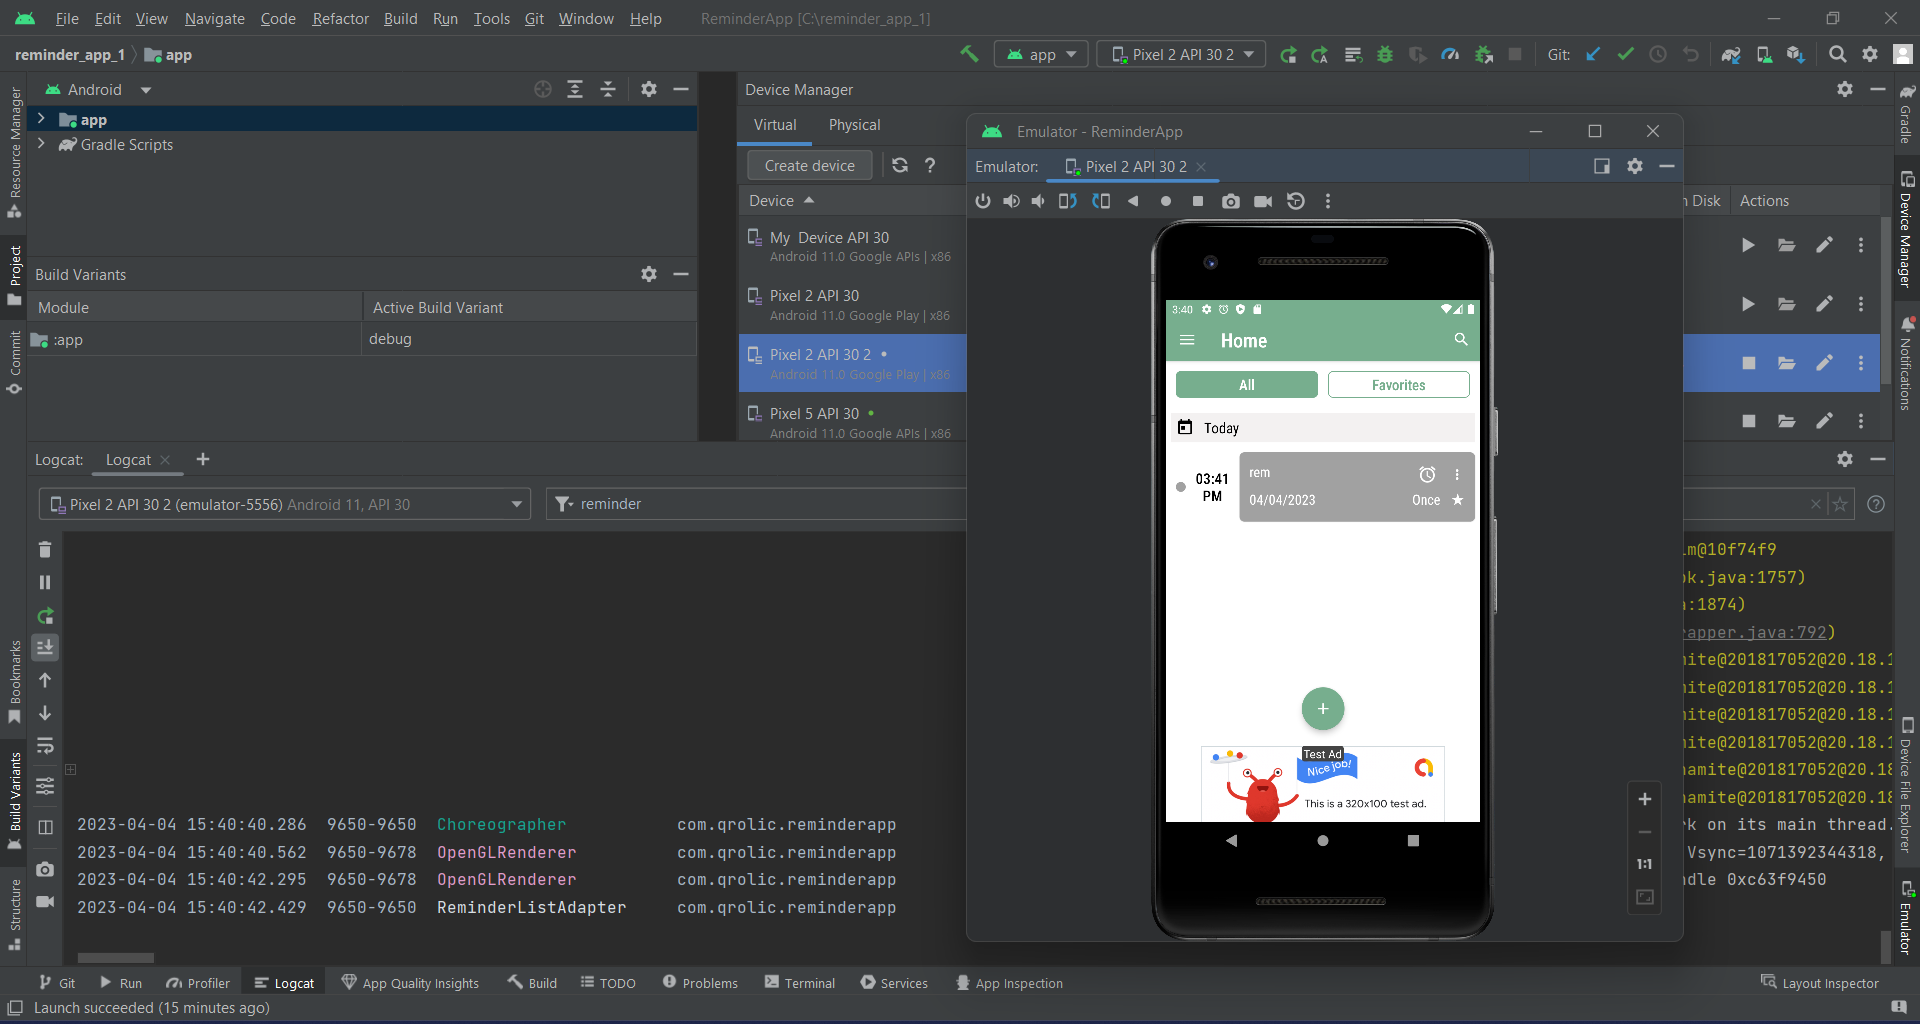 File Edit View Navigate Code Refactor Build Run Tools Git Window Help ReminderApp [C:\reminder_app_1]
reminder_app_1 app
app Pixel 2 API 30 2 Git:
Android
app
Gradle Scripts
Build Variants
Module Active Build Variant
:app debug
Resource Manager
Project
Commit
Bookmarks
Build Variants
Structure
Device Manager
Virtual Physical
Create device ?
Device
n Disk Actions
My Device API 30
Android 11.0 Google APIs | x86
Pixel 2 API 30
Android 11.0 Google Play | x86
Pixel 2 API 30 2
Android 11.0 Google Play | x86
Pixel 5 API 30
Android 11.0 Google APIs | x86
Emulator - ReminderApp
Emulator: Pixel 2 API 30 2
3:40
Home
All Favorites
Today
03:41
PM
rem
04/04/2023 Once
+
Test Ad
Nice job!
This is a 320x100 test ad.
1:1
Gradle
Device Manager
Notifications
Device File Explorer
Emulator
Logcat: Logcat +
Pixel 2 API 30 2 (emulator-5556) Android 11, API 30
reminder
m@10f74f9
k.java:1757)
:1874)
apper.java:792)
ite@201817052@20.18.1
ite@201817052@20.18.1
ite@201817052@20.18.1
ite@201817052@20.18.1
amite@201817052@20.18
amite@201817052@20.18
2023-04-04 15:40:40.286 9650-9650 Choreographer com.qrolic.reminderapp k on its main thread.
2023-04-04 15:40:40.562 9650-9678 OpenGLRenderer com.qrolic.reminderapp Vsync=1071392344318,
2023-04-04 15:40:42.295 9650-9678 OpenGLRenderer com.qrolic.reminderapp dle 0xc63f9450
2023-04-04 15:40:42.429 9650-9650 ReminderListAdapter com.qrolic.reminderapp
Git Run Profiler Logcat App Quality Insights Build TODO Problems Terminal Services App Inspection Layout Inspector
Launch succeeded (15 minutes ago)